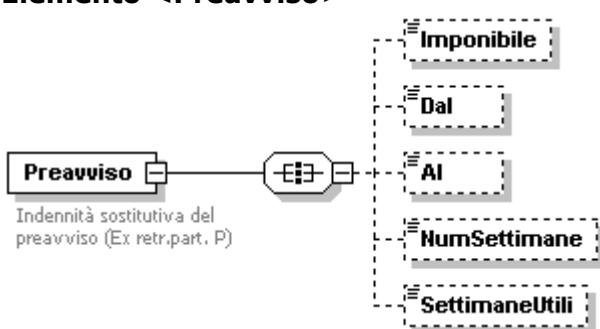 Elemento <Preavviso>
Imponibile
Dal
Preavviso
Al
Indennità sostitutiva del
preavviso (Ex retr.part. P)
NumSettimane
SettimaneUtili